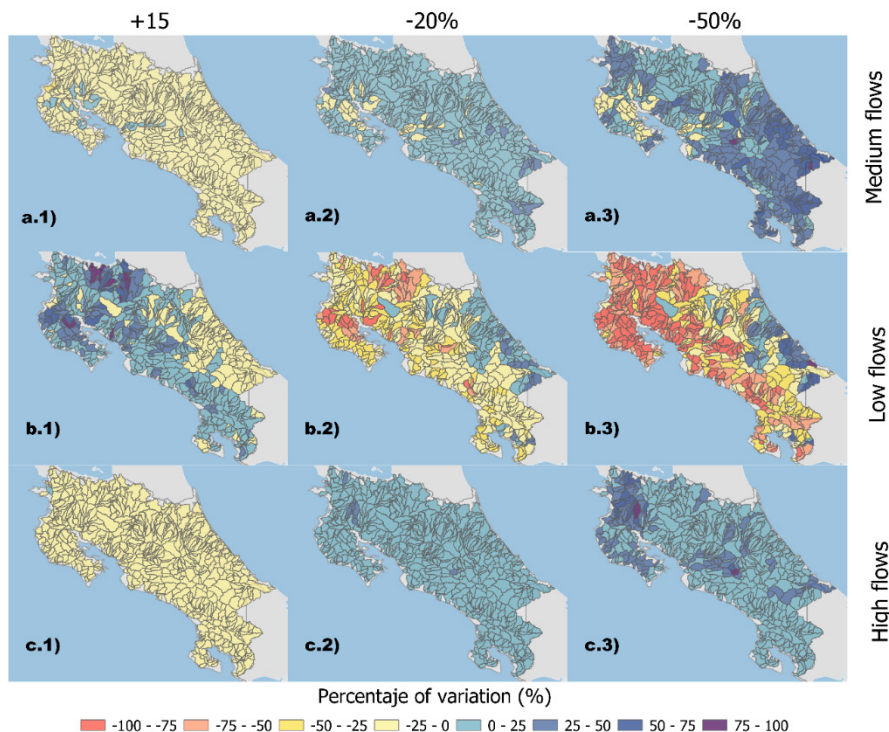 +15
-20%
-50%
Medium flows
a.1)
a.2)
a.3)
Low flows
b.1)
b.2)
b.3)
High flows
c.1)
c.2)
c.3)
Percentaje of variation (%)
-100 - -75
-75 - -50
-50 - -25
-25 - 0
0 - 25
25 - 50
50 - 75
75 - 100